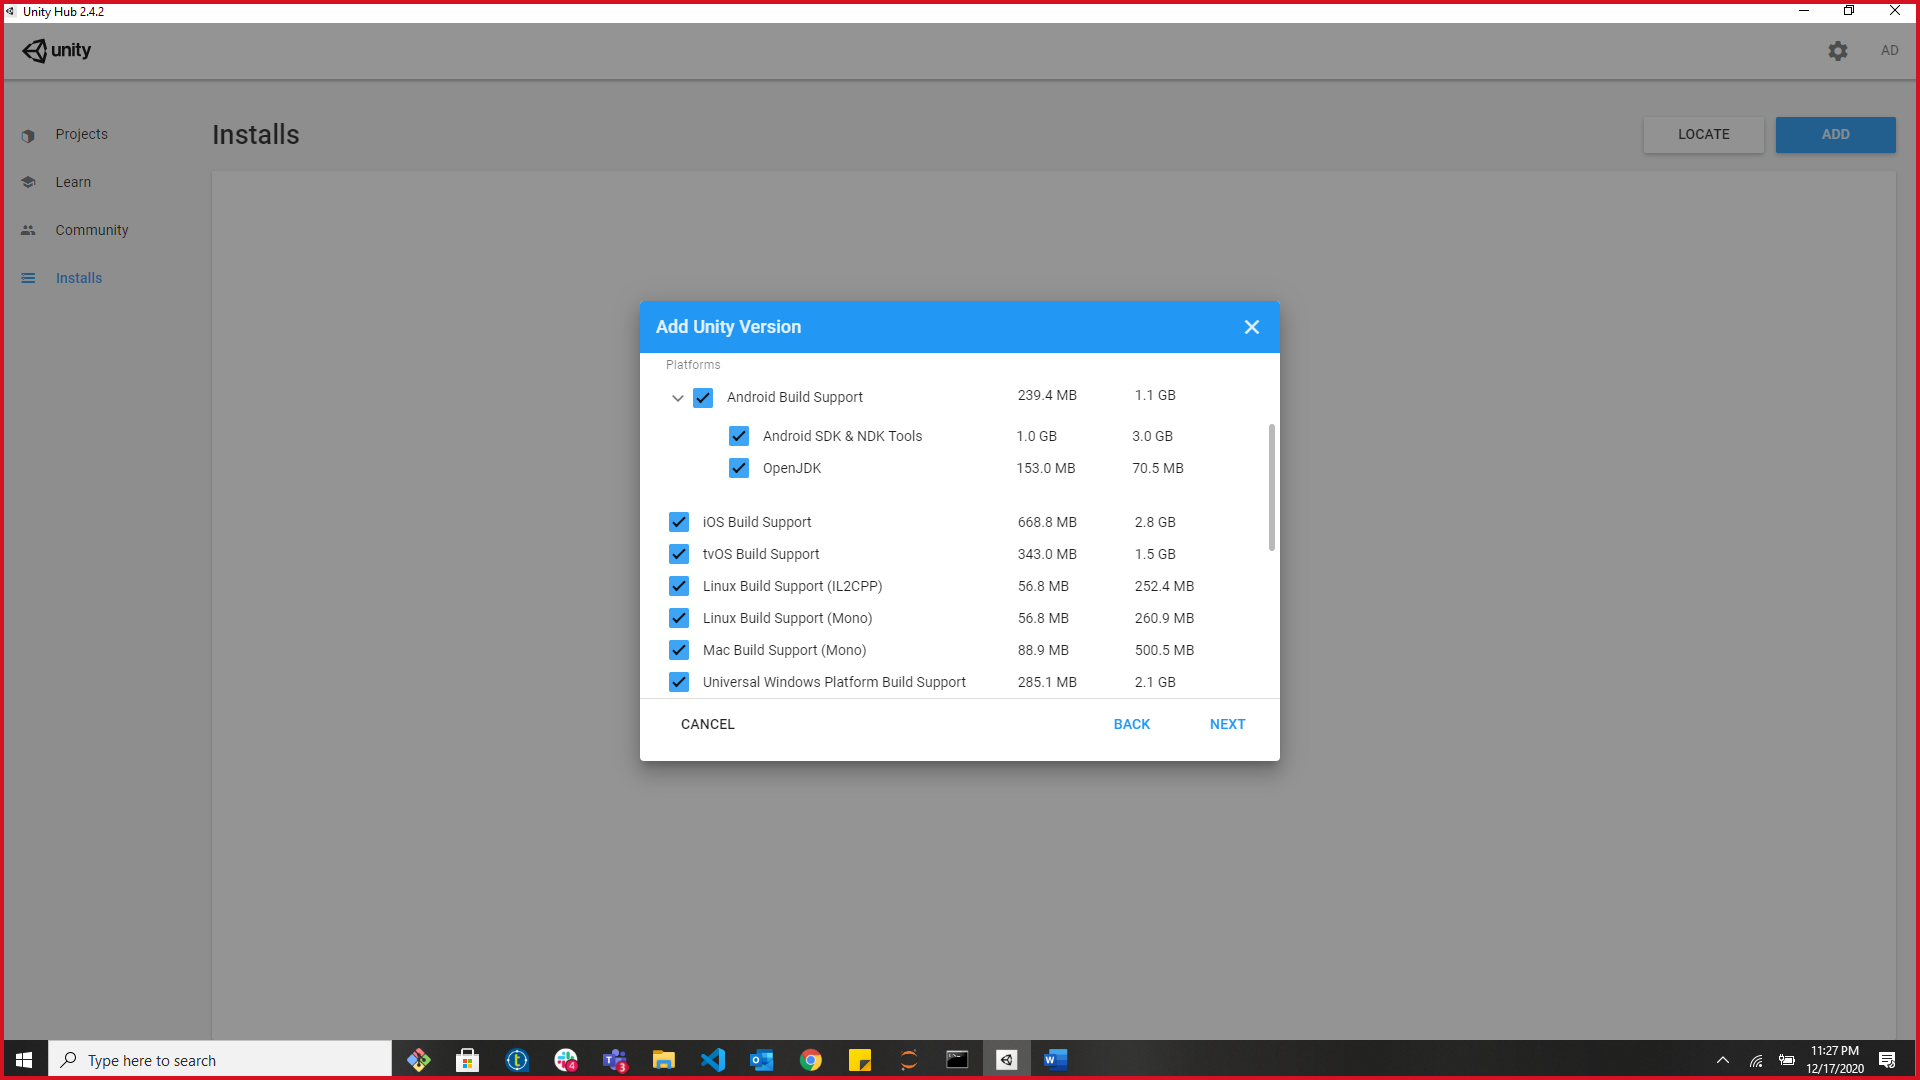 Unity Hub 2.4.2
unity
AD
Projects
Learn
Community
Installs
Installs
LOCATE
ADD
Add Unity Version
Platforms
Android Build Support 239.4 MB 1.1 GB
Android SDK & NDK Tools 1.0 GB 3.0 GB
OpenJDK 153.0 MB 70.5 MB
iOS Build Support 668.8 MB 2.8 GB
tvOS Build Support 343.0 MB 1.5 GB
Linux Build Support (IL2CPP) 56.8 MB 252.4 MB
Linux Build Support (Mono) 56.8 MB 260.9 MB
Mac Build Support (Mono) 88.9 MB 500.5 MB
Universal Windows Platform Build Support 285.1 MB 2.1 GB
CANCEL
BACK
NEXT
Type here to search
4
3
11:27 PM
12/17/2020